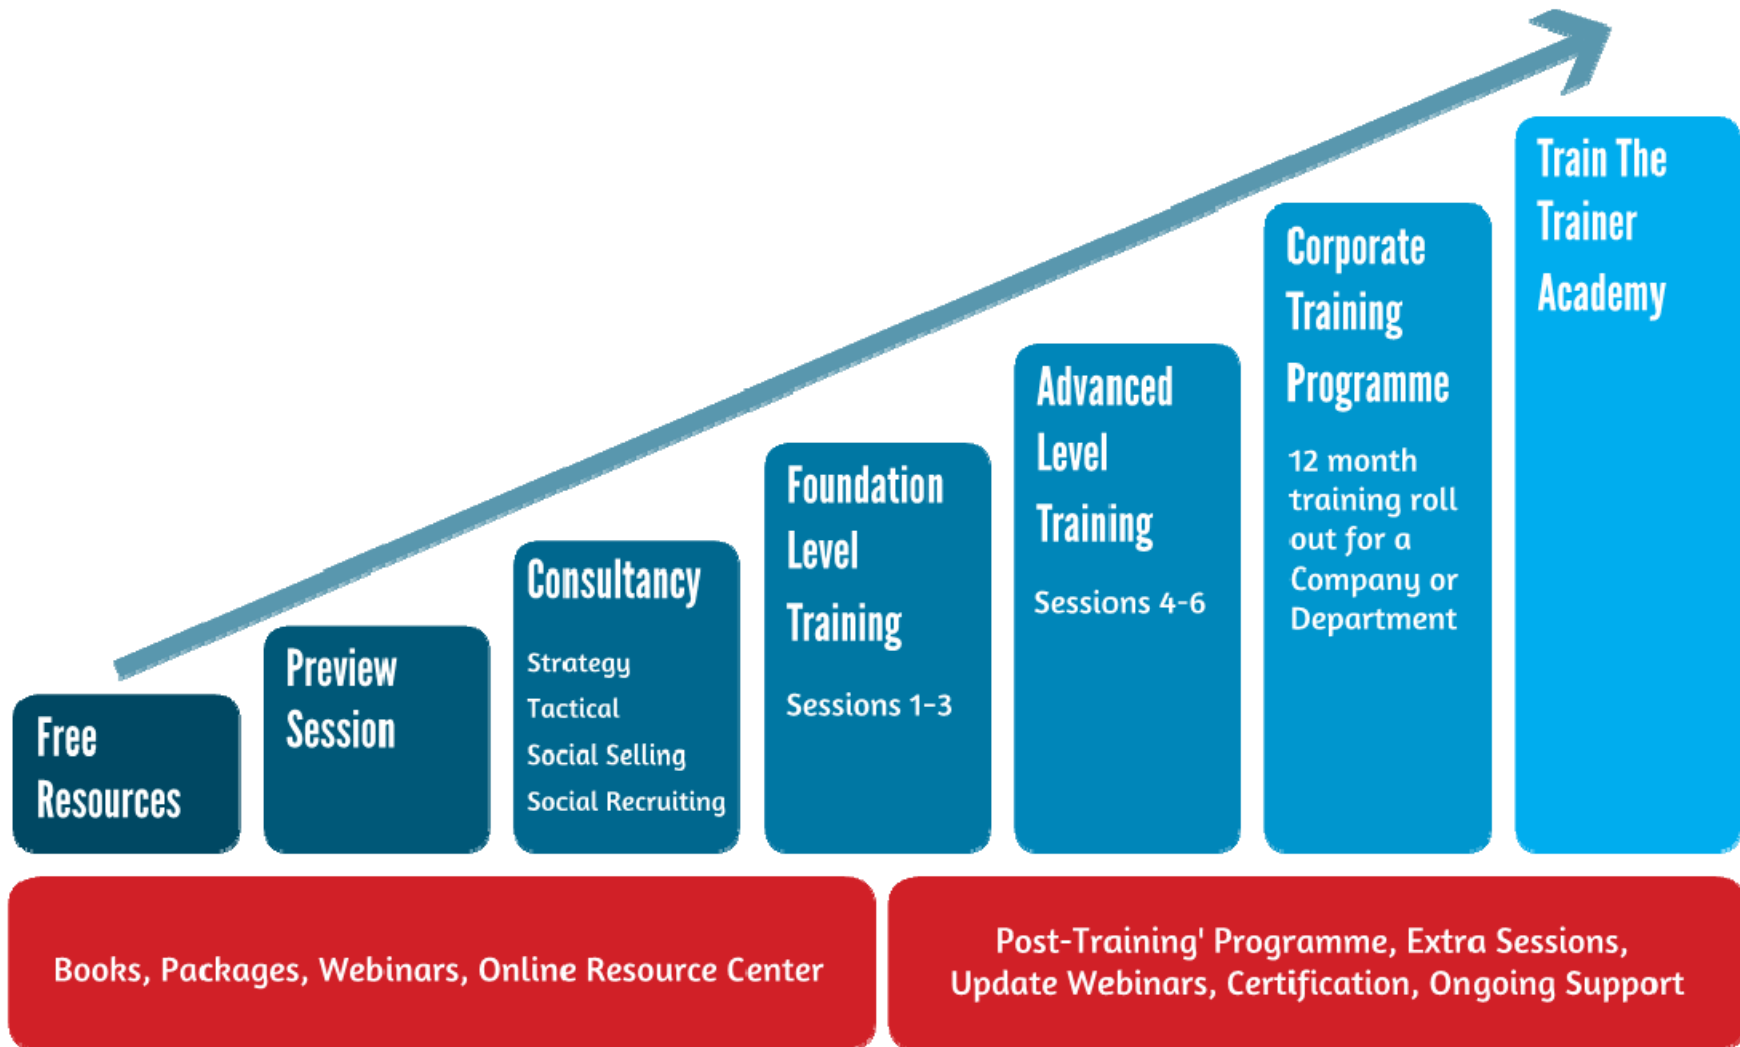 Free
Resources
Preview
Session
Consultancy
Strategy
Tactical
Social Selling
Social Recruiting
Foundation
Level
Training
Sessions 1-3
Advanced
Level
Training
Sessions 4-6
Corporate
Training
Programme
12 month
training roll
out for a
Company or
Department
Train The
Trainer
Academy
Books, Packages, Webinars, Online Resource Center
Post-Training' Programme, Extra Sessions,
Update Webinars, Certification, Ongoing Support